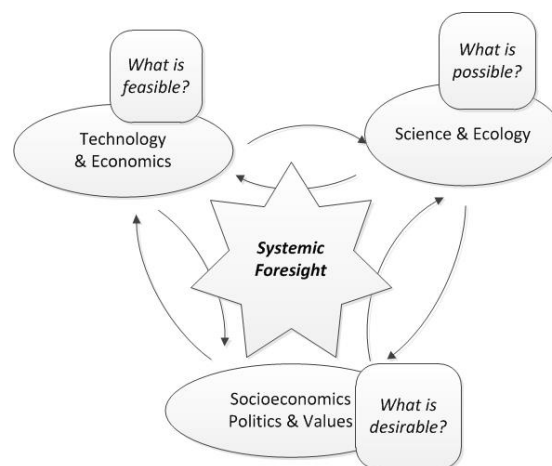 What is
feasible?
Technology
& Economics
What is
possible?
Science & Ecology
Systemic
Foresight
Socioeconomics
Politics & Values
What is
desirable?